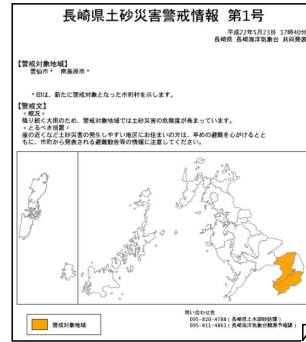 長崎県土砂災害警戒情報 第1号
平成22年5月23日 17時40分
長崎県 長崎海洋気象台 共同発表
【警戒対象地域】
雲仙市* 南島原市*
*印は、新たに警戒対象となった市町村を示します。
【警戒文】
<概況>
降り続く大雨のため、警戒対象地域では土砂災害の危険度が高まっています。
<とるべき措置>
崖の近くなど土砂災害の発生しやすい地区にお住まいの方は、早めの避難を心がけるとと
もに、市町から発表される避難勧告等の情報に注意してください。
警戒対象地域
問い合わせ先
095-820-4788（長崎県土木部砂防課）
095-811-4863（長崎海洋気象台観測予報課）